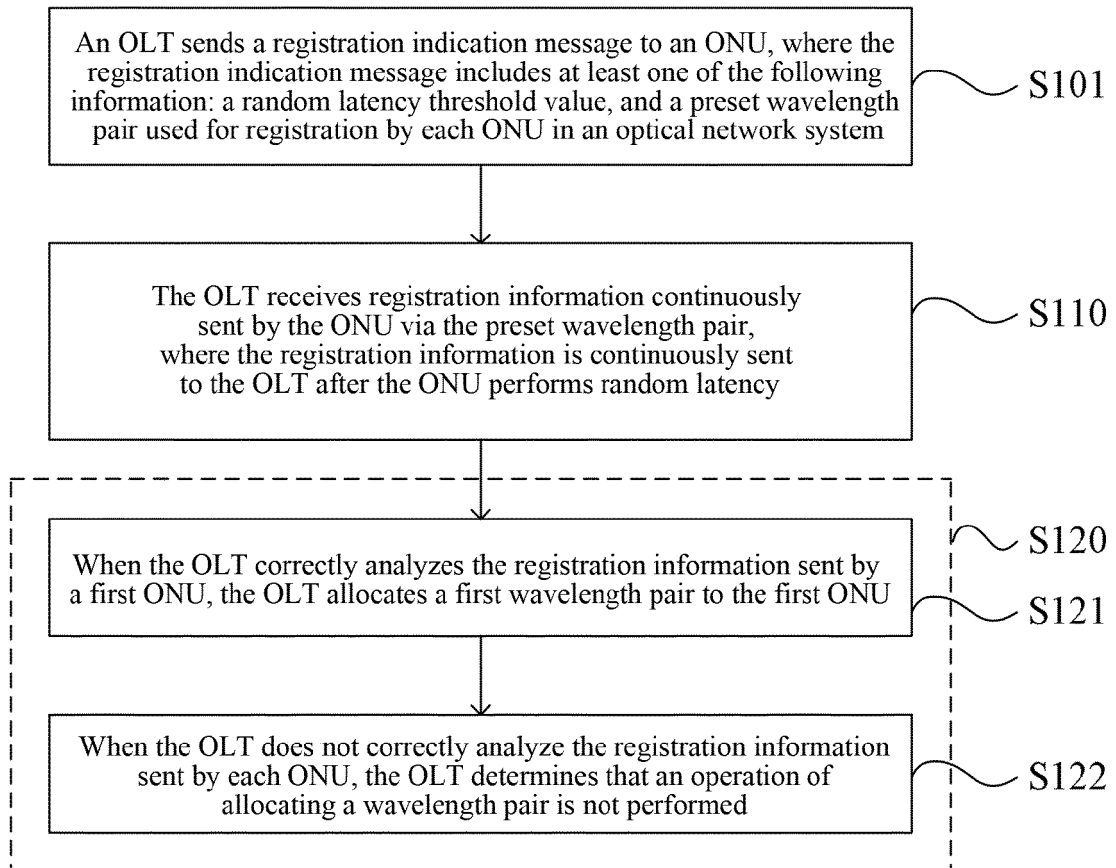 An OLT sends a registration indication message to an ONU, where the
registration indication message includes at least one of the following
information: a random latency threshold value, and a preset wavelength
pair used for registration by each ONU in an optical network system
S101
The OLT receives registration information continuously
sent by the ONU via the preset wavelength pair,
where the registration information is continuously sent
to the OLT after the ONU performs random latency
S110
S120
When the OLT correctly analyzes the registration information sent by
a first ONU, the OLT allocates a first wavelength pair to the first ONU
S121
When the OLT does not correctly analyze the registration information
sent by each ONU, the OLT determines that an operation of
allocating a wavelength pair is not performed
S122